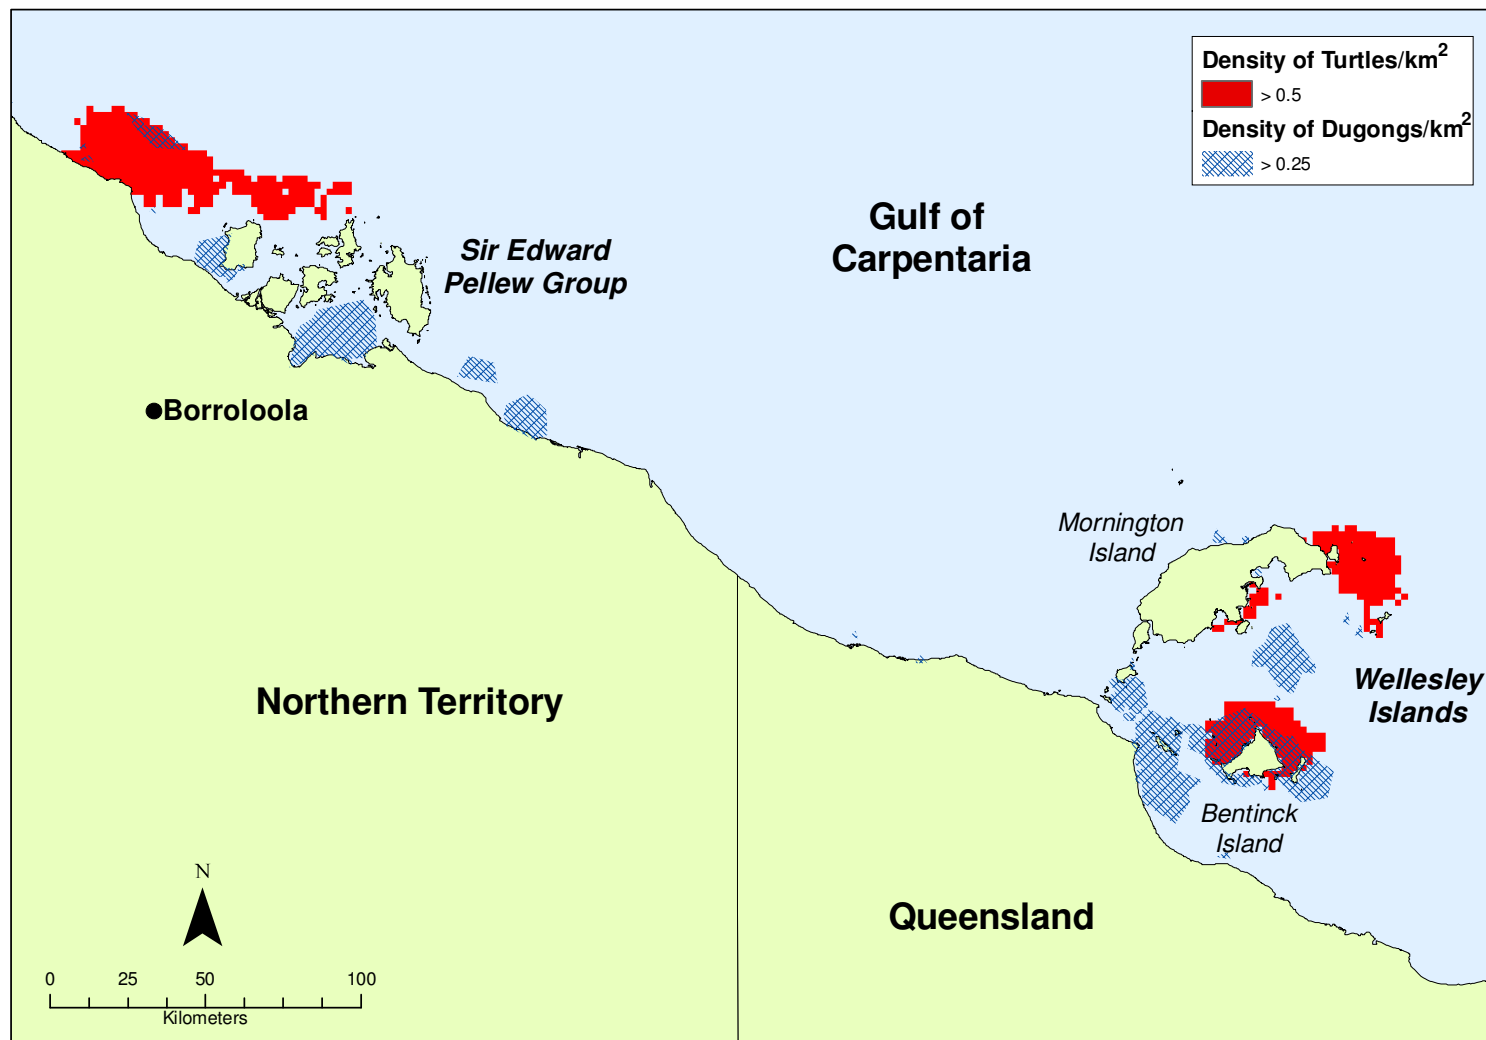 Density of Turtles/km2
> 0.5
Density of Dugongs/km2
> 0.25
Gulf of
Carpentaria
Sir Edward
Pellew Group
Borroloola
Mornington
Island
Wellesley
Islands
Northern Territory
Bentinck
Island
Queensland
N
0 25 50 100
Kilometers